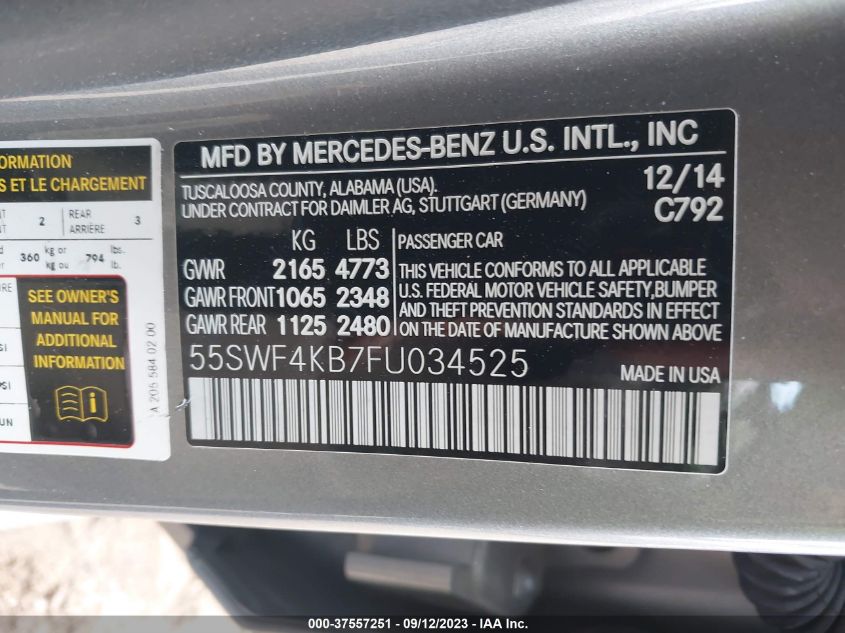 ORMATION
S ET LE CHARGEMENT
2 REAR ARRIÈRE 3
360 kg or kg ou 794 lbs. lb.
SEE OWNER'S
MANUAL FOR
ADDITIONAL
INFORMATION
A 205 584 02 00
MFD BY MERCEDES-BENZ U.S. INTL., INC
TUSCALOOSA COUNTY, ALABAMA (USA). 12/14
UNDER CONTRACT FOR DAIMLER AG, STUTTGART (GERMANY) C792
KG LBS PASSENGER CAR
GVWR 2165 4773 THIS VEHICLE CONFORMS TO ALL APPLICABLE
U.S. FEDERAL MOTOR VEHICLE SAFETY,BUMPER
GAWR FRONT 1065 2348 AND THEFT PREVENTION STANDARDS IN EFFECT
GAWR REAR 1125 2480 ON THE DATE OF MANUFACTURE SHOWN ABOVE.
55SWF4KB7FU034525 MADE IN USA
000-37557251 - 09/12/2023 - COPYRIGHT IAA, LLC.